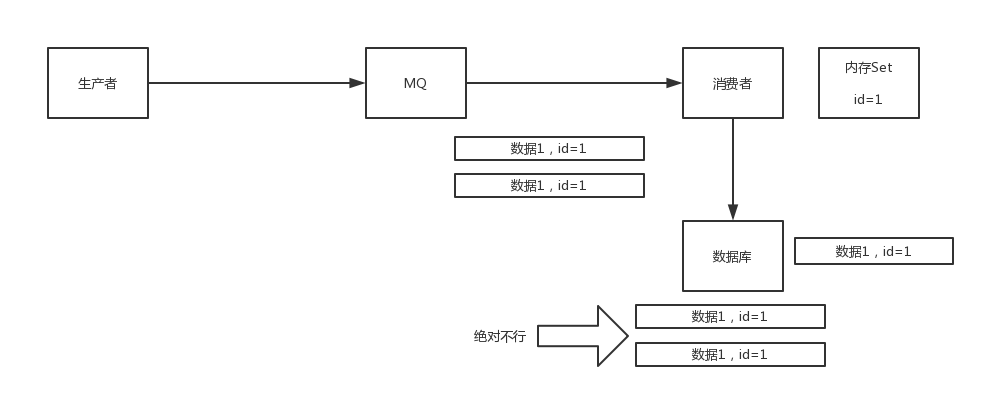 生产者
MQ
消费者
内存Set
id=1
数据1，id=1
数据1，id=1
数据库
数据1，id=1
绝对不行
数据1，id=1
数据1，id=1